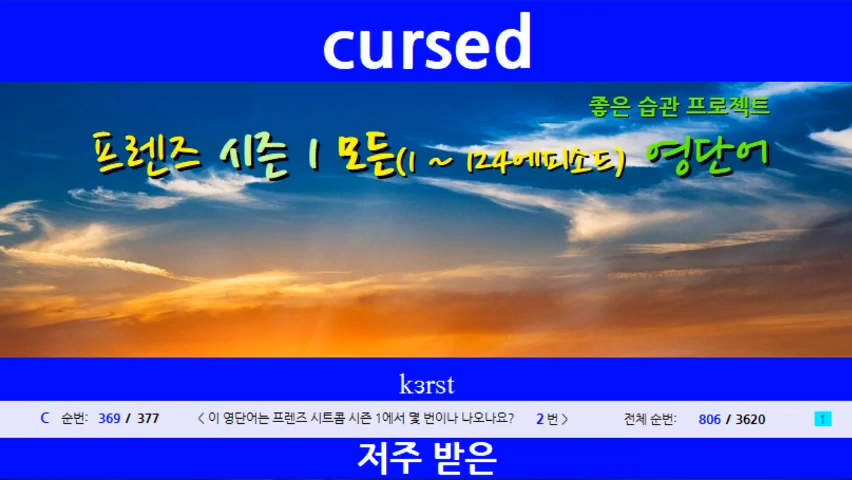 cursed
좋은 습관 프로젝트
프렌즈 시즌 1 모든(1 ~ 124에피소드) 영단어
kɜrst
C 순번: 369 / 377 < 이 영단어는 프렌즈 시트콤 시즌 1에서 몇 번이나 나오나요? 2 번 > 전체 순번: 806 / 3620 1
저주 받은